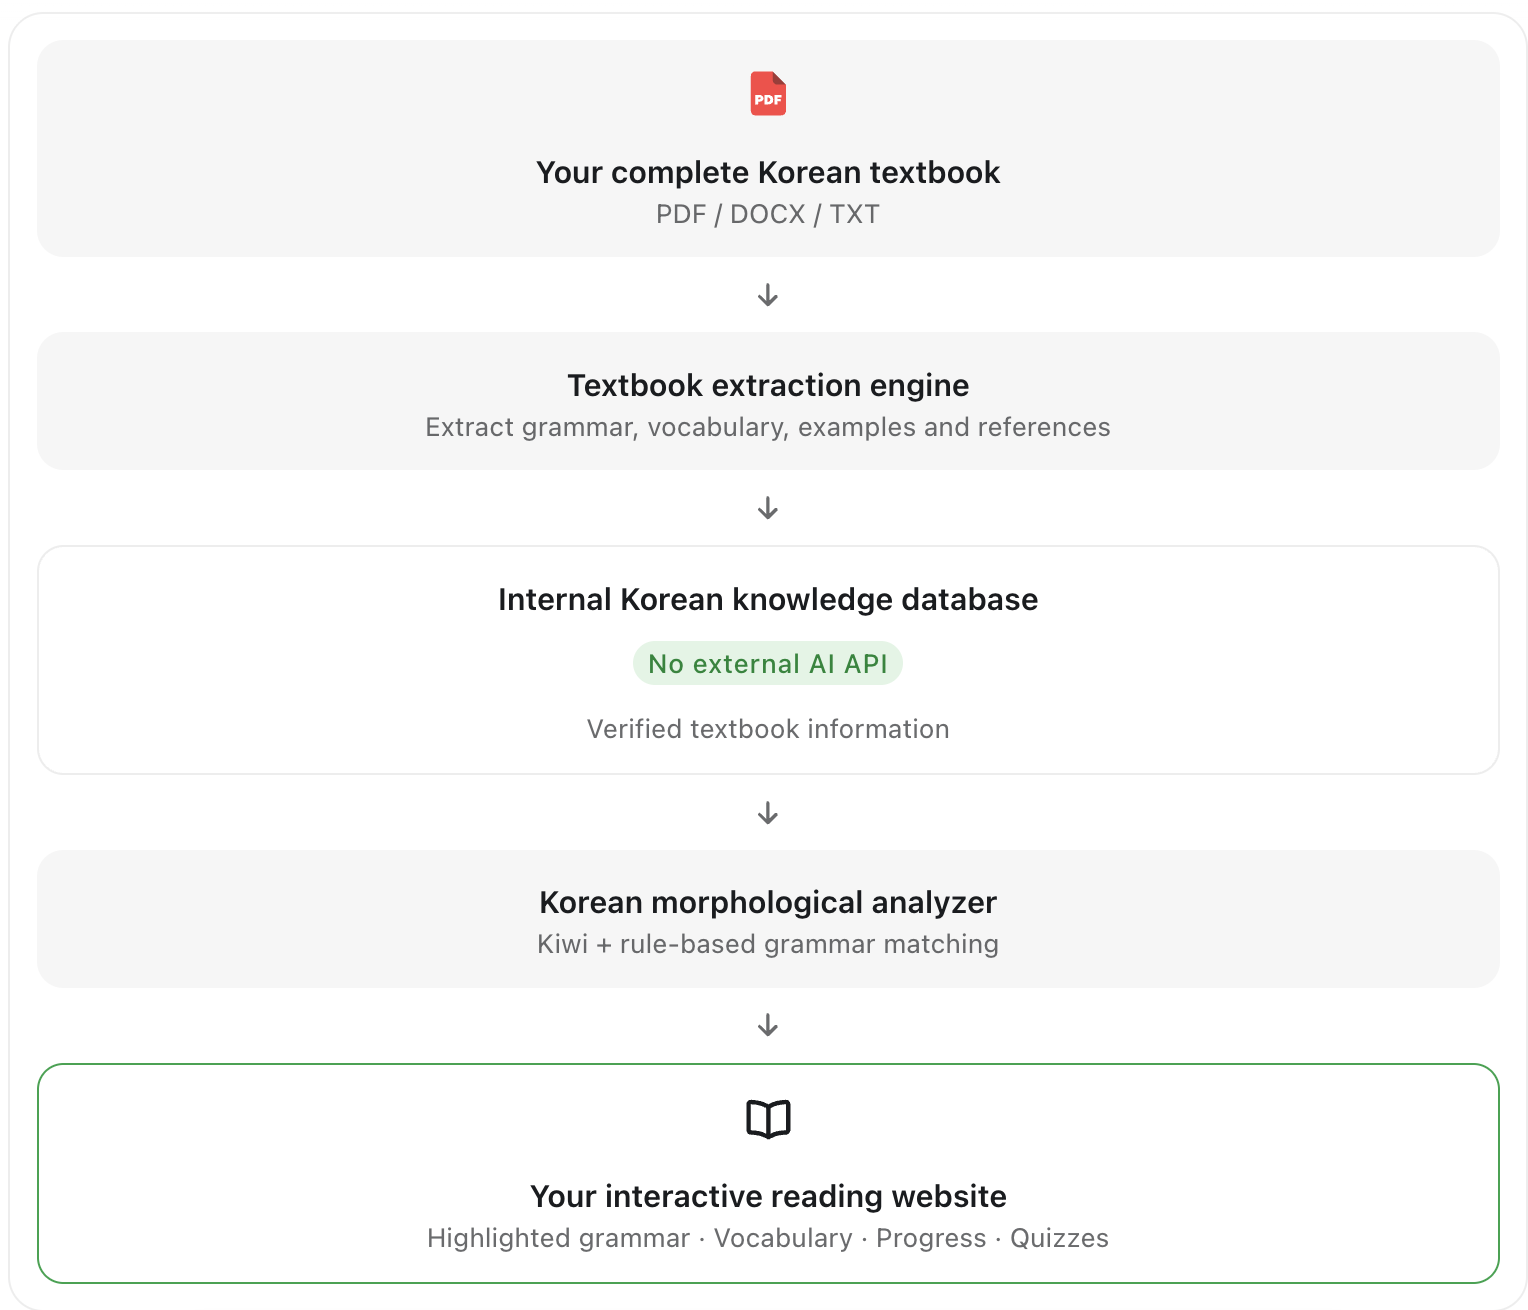 PDF
Your complete Korean textbook
PDF / DOCX / TXT
Textbook extraction engine
Extract grammar, vocabulary, examples and references
Internal Korean knowledge database
No external AI API
Verified textbook information
Korean morphological analyzer
Kiwi + rule-based grammar matching
Your interactive reading website
Highlighted grammar · Vocabulary · Progress · Quizzes